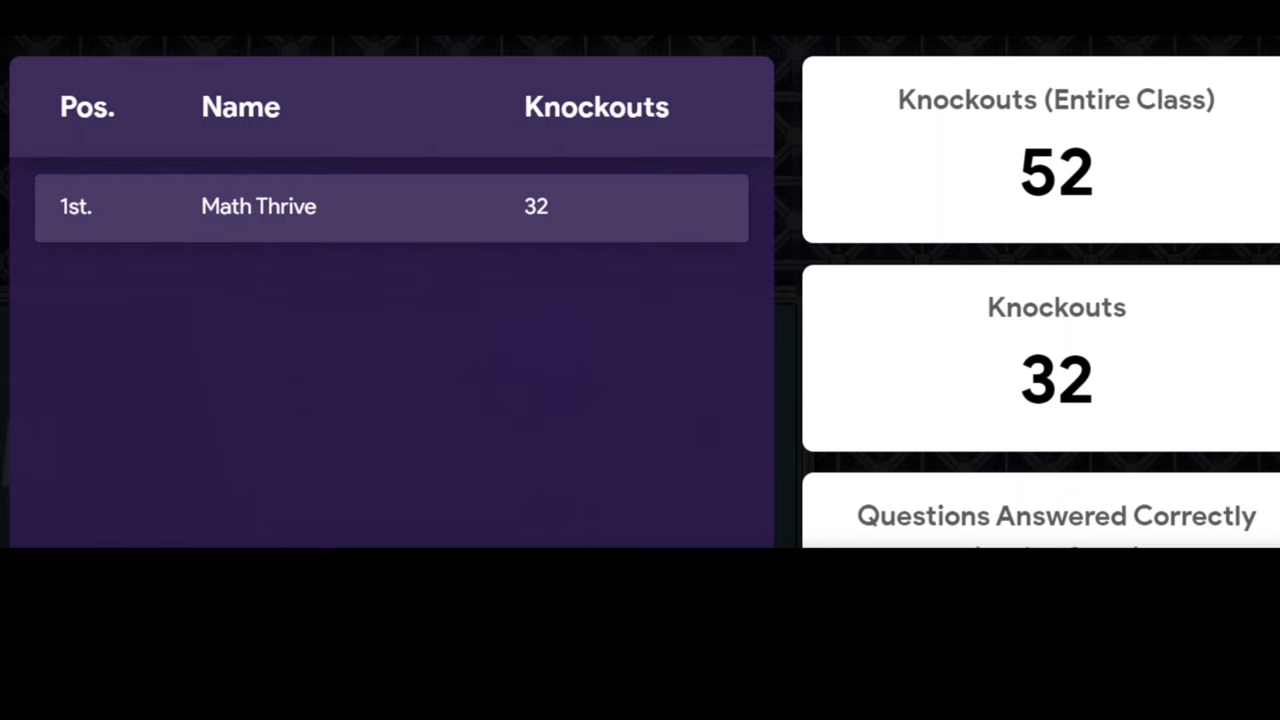 Pos. Name Knockouts
1st. Math Thrive 32
Knockouts (Entire Class)
52
Knockouts
32
Questions Answered Correctly